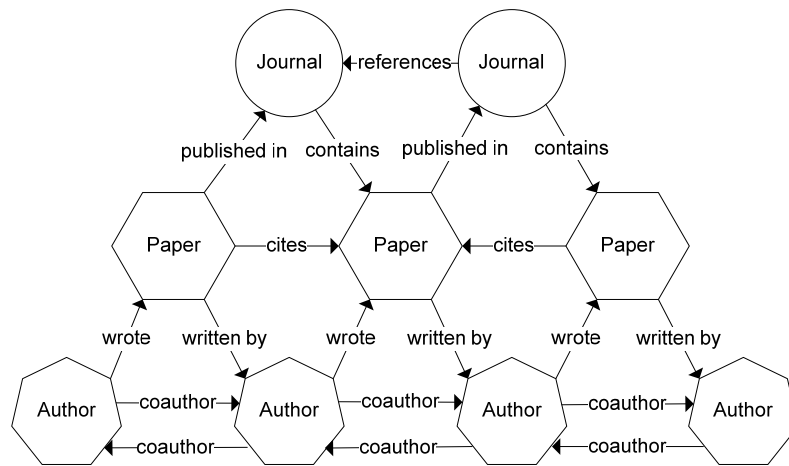 Journal
references
Journal
published in
contains
published in
contains
Paper
cites
Paper
cites
Paper
wrote
written by
wrote
written by
wrote
written by
Author
coauthor
Author
coauthor
Author
coauthor
Author
coauthor
coauthor
coauthor